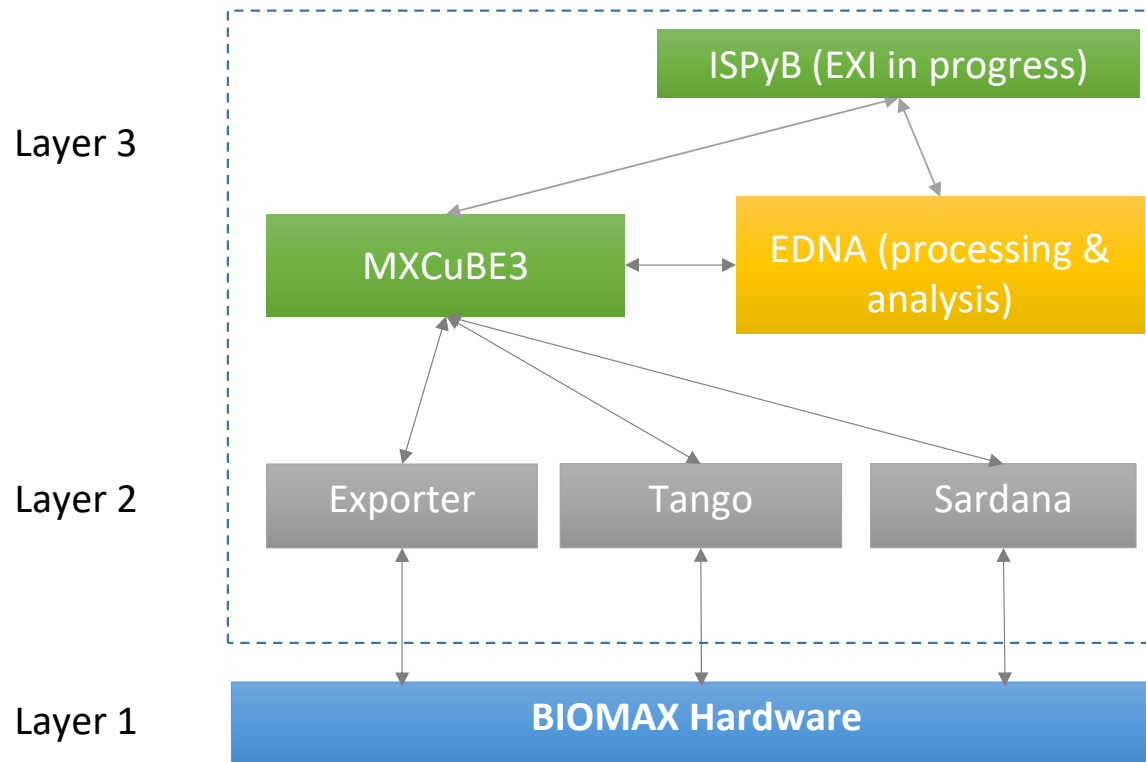 ISPyB (EXI in progress)
Layer 3
MXCuBE3
EDNA (processing &
analysis)
Layer 2
Exporter
Tango
Sardana
Layer 1
BIOMAX Hardware